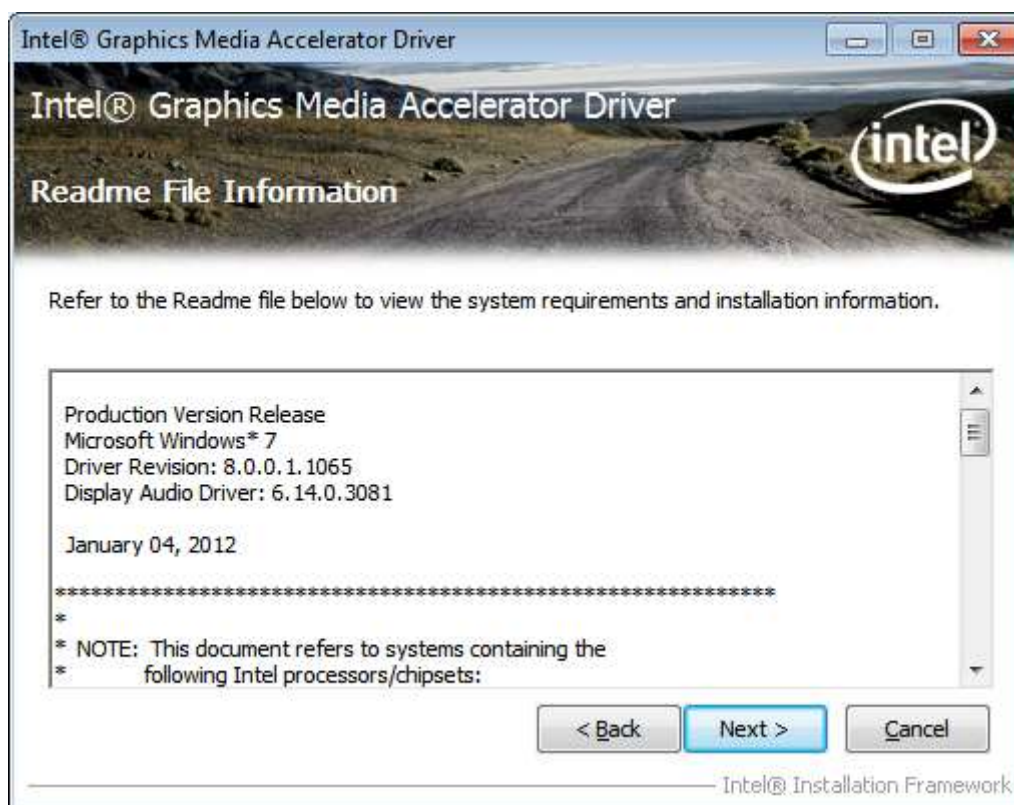 Intel® Graphics Media Accelerator Driver
Intel® Graphics Media Accelerator Driver
intel
Readme File Information
Refer to the Readme file below to view the system requirements and installation information.
Production Version Release
Microsoft Windows* 7
Driver Revision: 8.0.0.1.1065
Display Audio Driver: 6.14.0.3081
January 04, 2012
************************************************************
*
* NOTE: This document refers to systems containing the
* following Intel processors/chipsets:
< Back Next > Cancel
Intel® Installation Framework